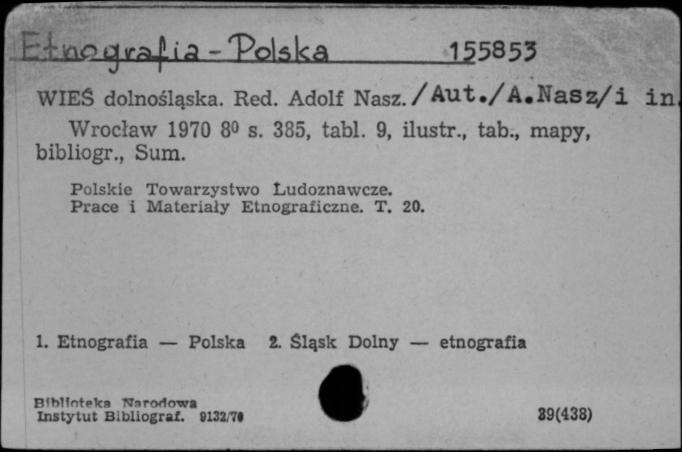 Etnografia - Polska 155853
WIEŚ dolnośląska. Red. Adolf Nasz. /Aut./A.Nasz/i in.
Wrocław 1970 8⁰ s. 385, tabl. 9, ilustr., tab., mapy,
bibliogr., Sum.
Polskie Towarzystwo Ludoznawcze.
Prace i Materiały Etnograficzne. T. 20.
1. Etnografia — Polska 2. Śląsk Dolny — etnografia
Biblioteka Narodowa
Instytut Bibliograf. 9132/70
39(438)